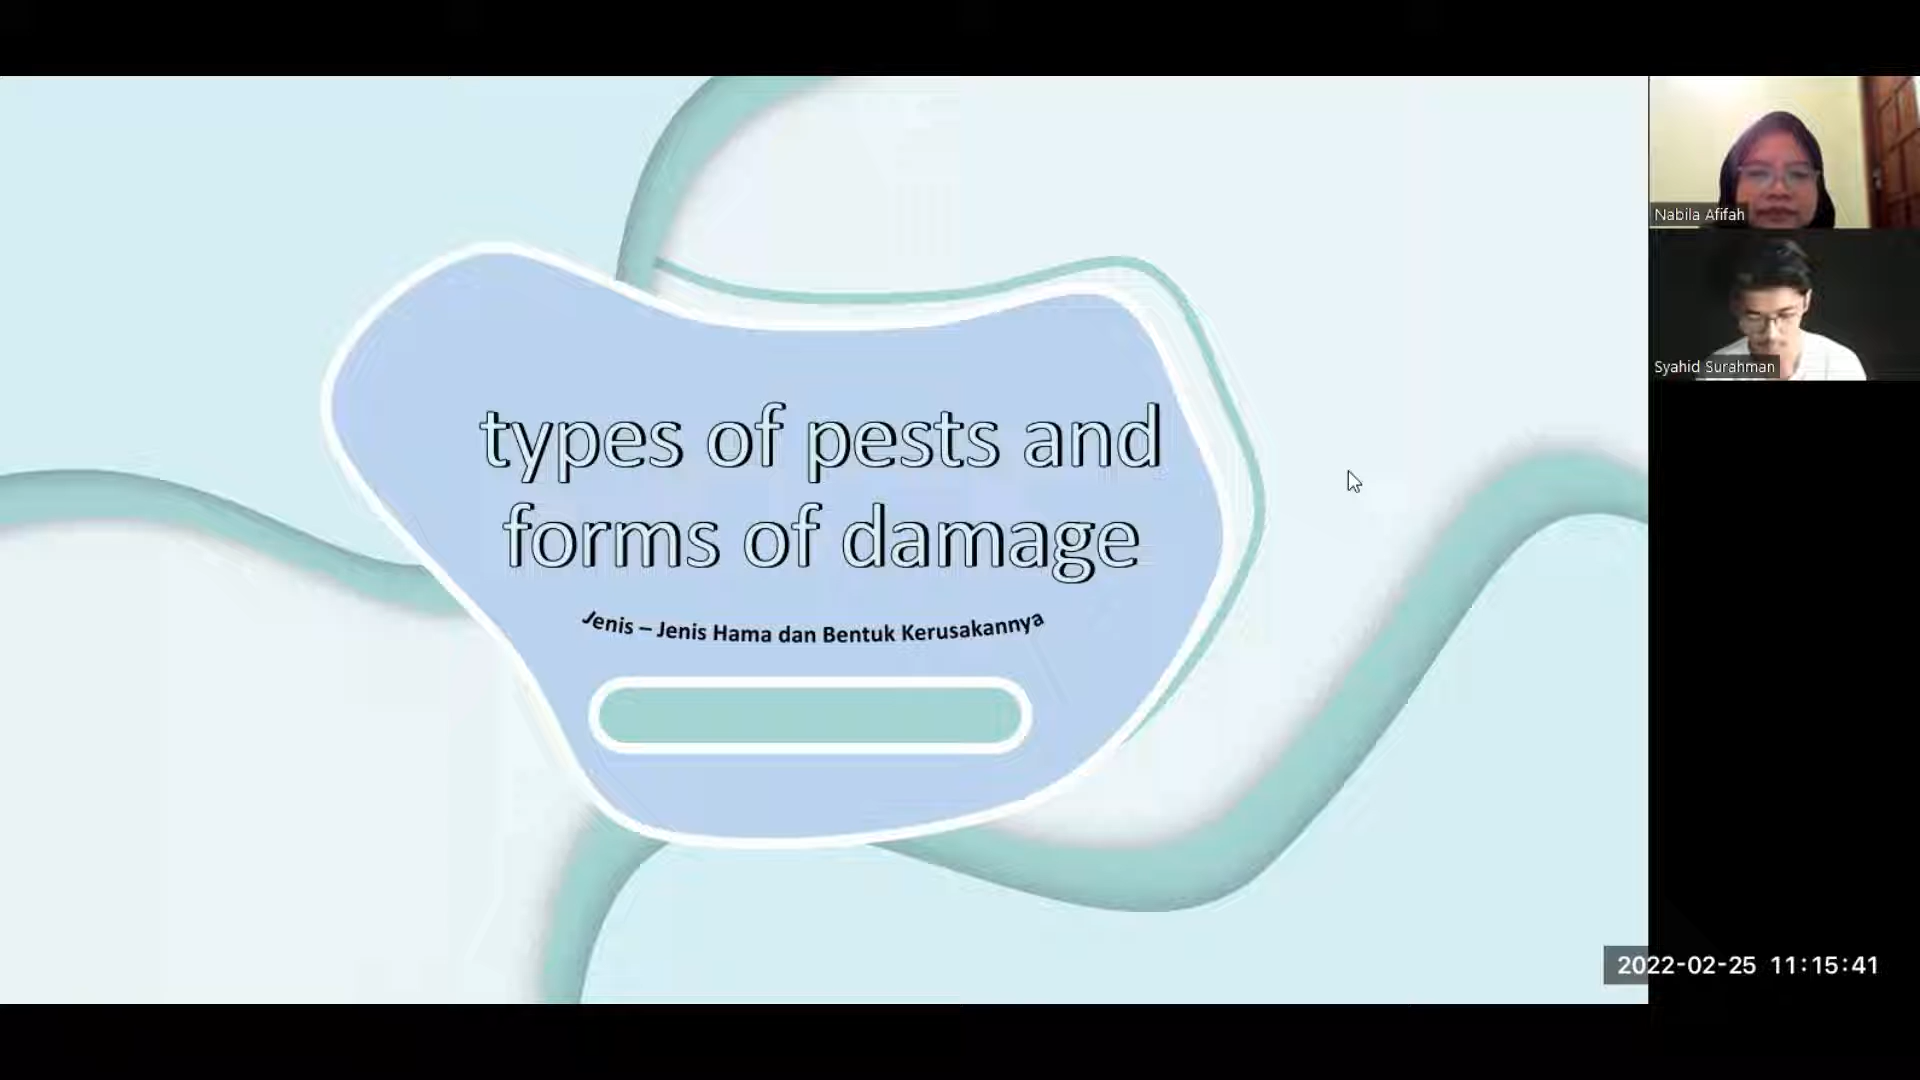 types of pests and
forms of damage
Jenis – Jenis Hama dan Bentuk Kerusakannya
Nabila Afifah
Syahid Surahman
2022-02-25 11:15:41